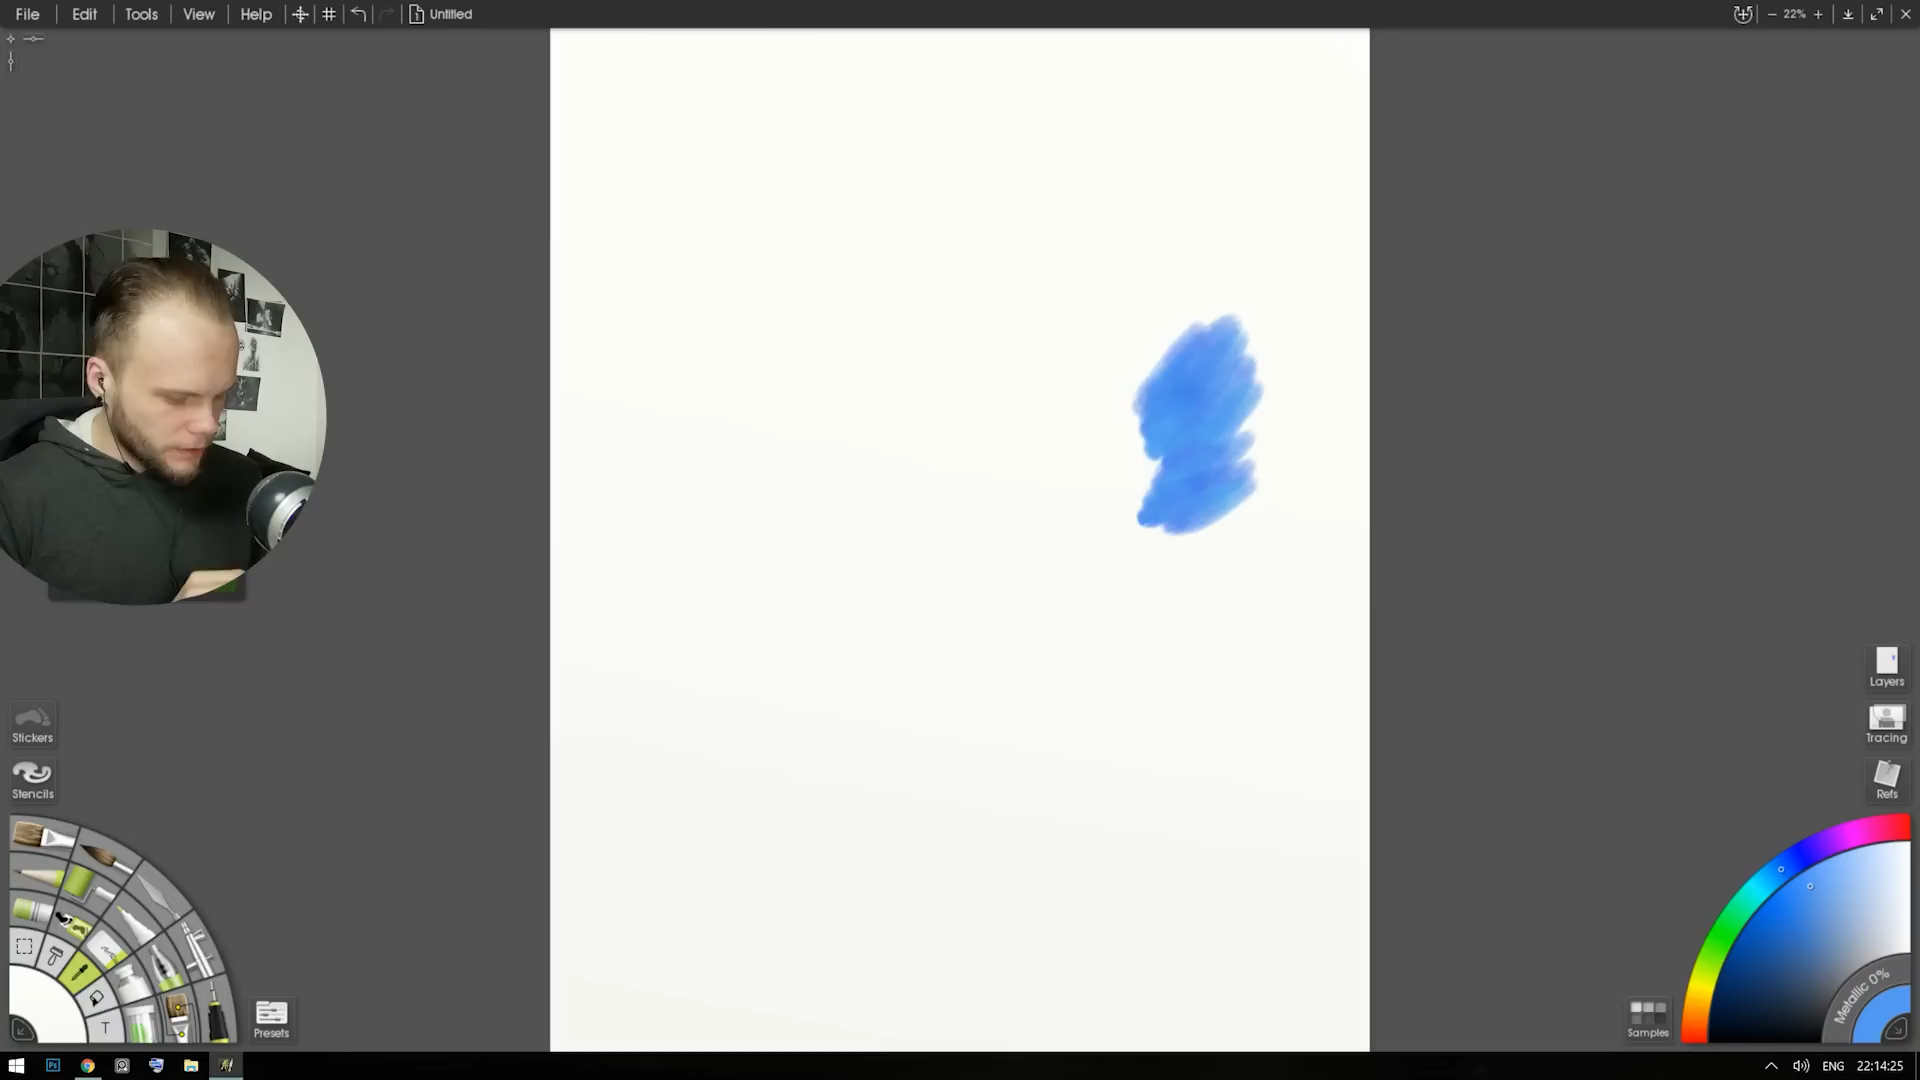 File Edit Tools View Help Untitled 22%
Stickers
Stencils
Presets
Layers
Tracing
Refs
Metallic 0%
Samples
T
Ps
ENG 22:14:25